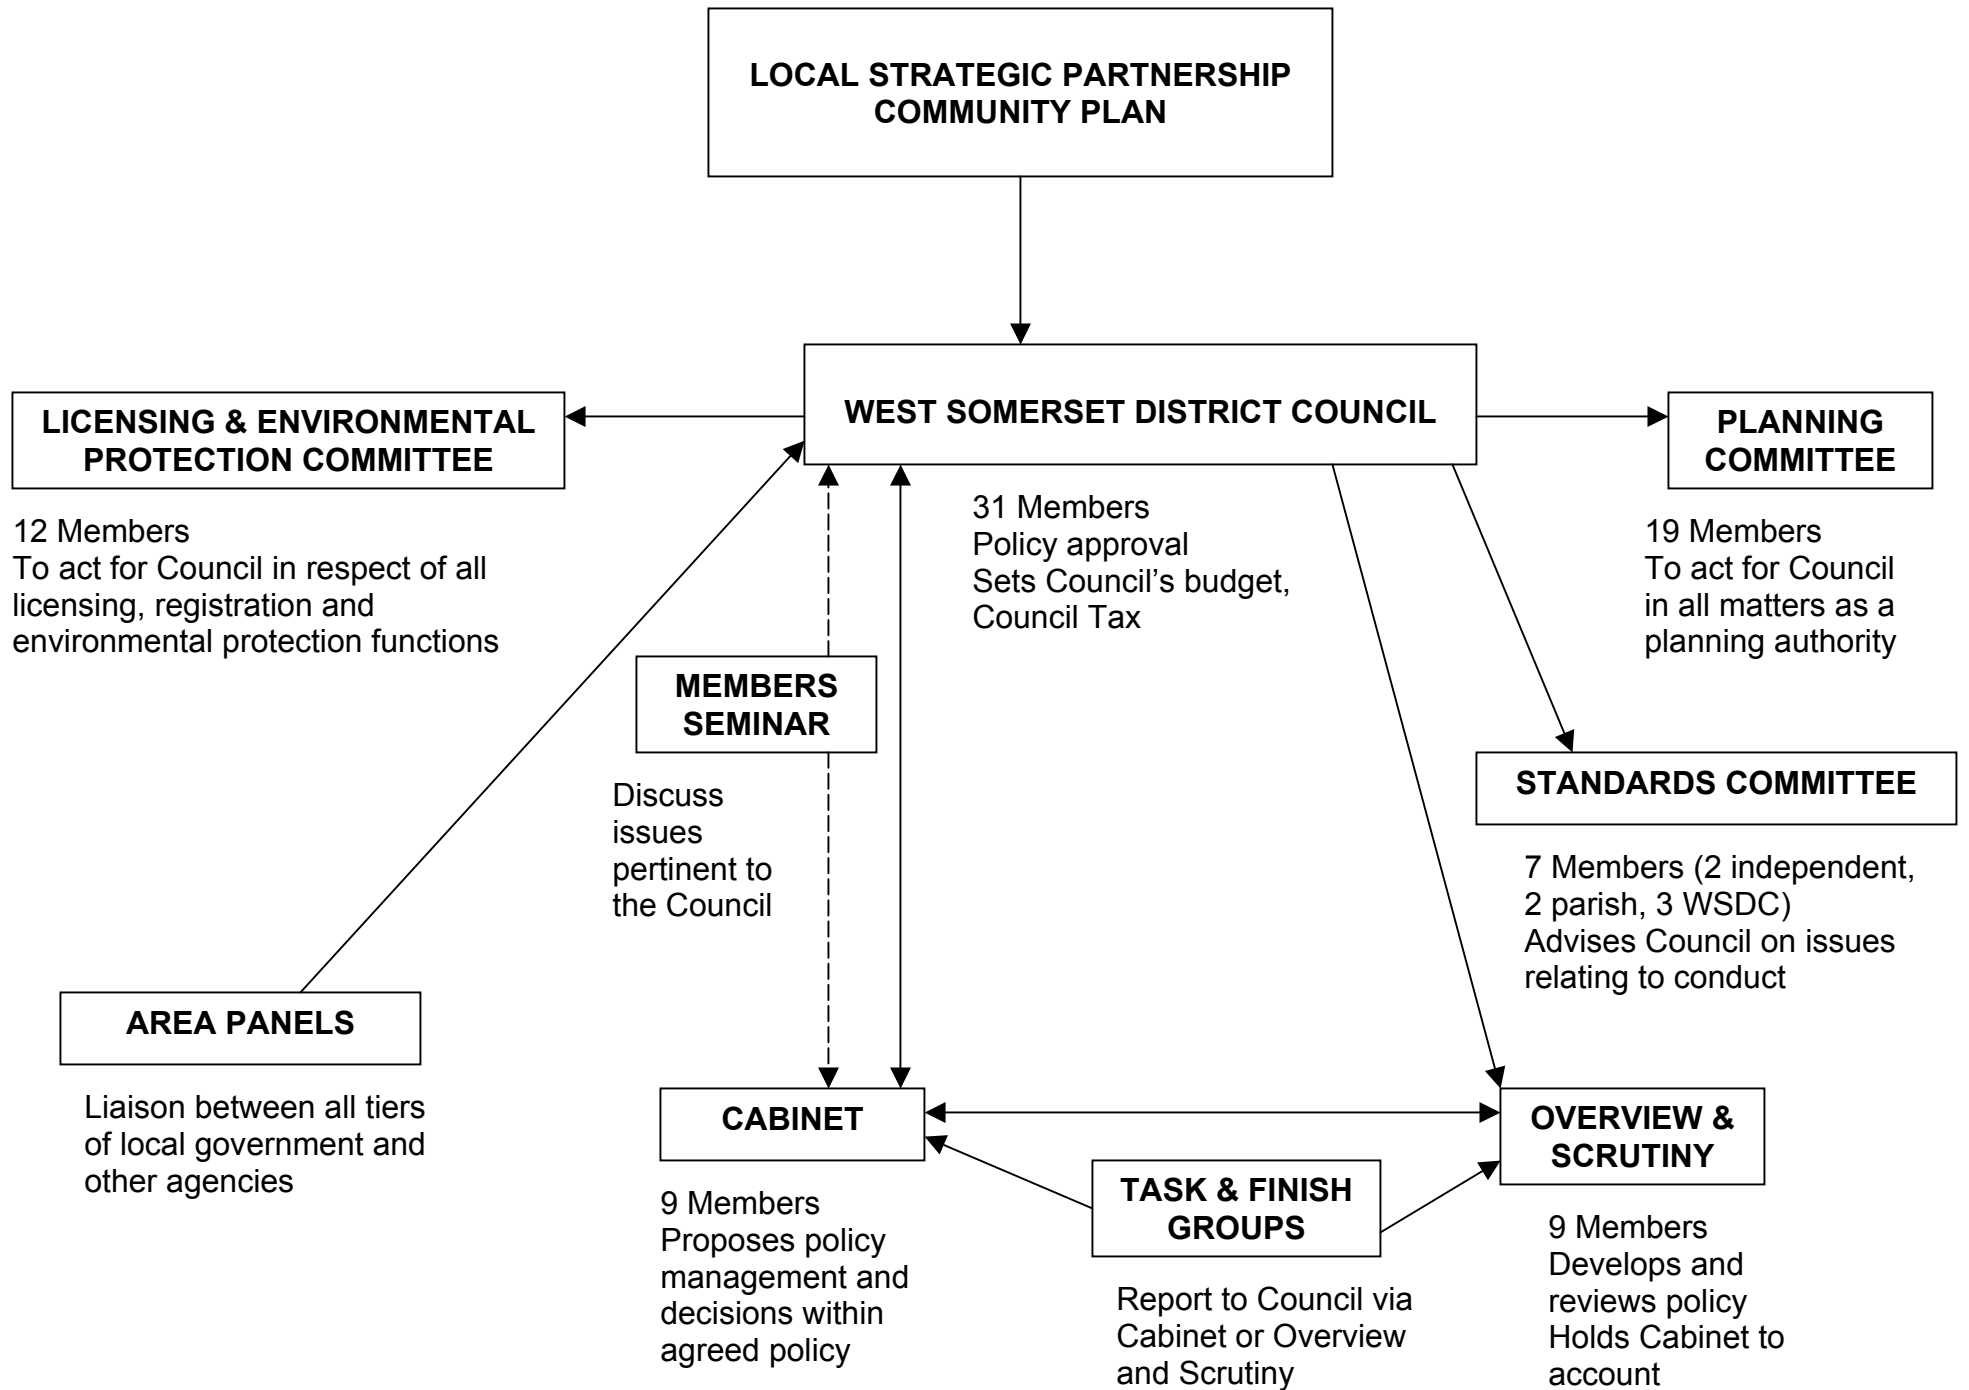 LOCAL STRATEGIC PARTNERSHIP
COMMUNITY PLAN
WEST SOMERSET DISTRICT COUNCIL
31 Members
Policy approval
Sets Council’s budget,
Council Tax
LICENSING & ENVIRONMENTAL
PROTECTION COMMITTEE
12 Members
To act for Council in respect of all
licensing, registration and
environmental protection functions
PLANNING
COMMITTEE
19 Members
To act for Council
in all matters as a
planning authority
MEMBERS
SEMINAR
Discuss
issues
pertinent to
the Council
STANDARDS COMMITTEE
7 Members (2 independent,
2 parish, 3 WSDC)
Advises Council on issues
relating to conduct
AREA PANELS
Liaison between all tiers
of local government and
other agencies
CABINET
9 Members
Proposes policy
management and
decisions within
agreed policy
TASK & FINISH
GROUPS
Report to Council via
Cabinet or Overview
and Scrutiny
OVERVIEW &
SCRUTINY
9 Members
Develops and
reviews policy
Holds Cabinet to
account